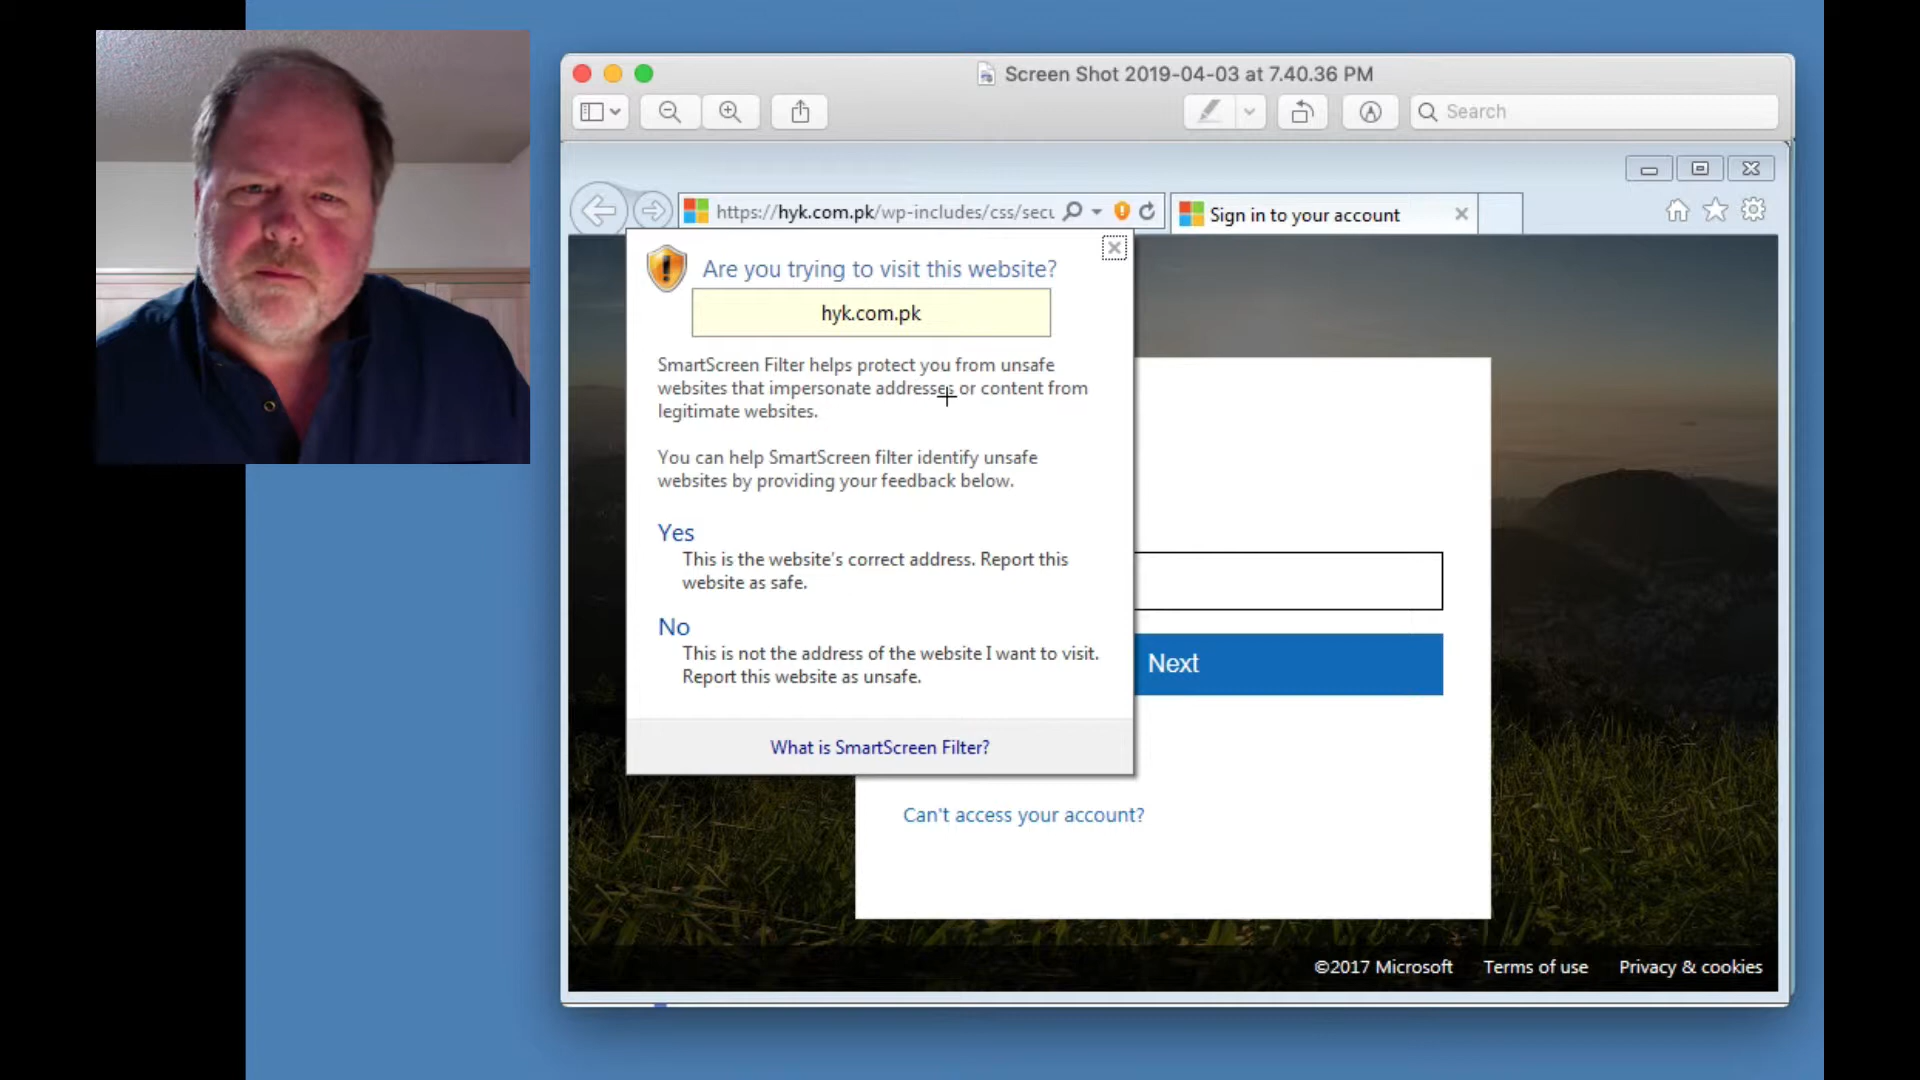 Screen Shot 2019-04-03 at 7.40.36 PM
Search
https://hyk.com.pk/wp-includes/css/secu
Sign in to your account
Are you trying to visit this website?
hyk.com.pk
SmartScreen Filter helps protect you from unsafe
websites that impersonate addresses or content from
legitimate websites.
You can help SmartScreen filter identify unsafe
websites by providing your feedback below.
Yes
This is the website's correct address. Report this
website as safe.
No
This is not the address of the website I want to visit.
Report this website as unsafe.
What is SmartScreen Filter?
Next
Can't access your account?
©2017 Microsoft Terms of use Privacy & cookies